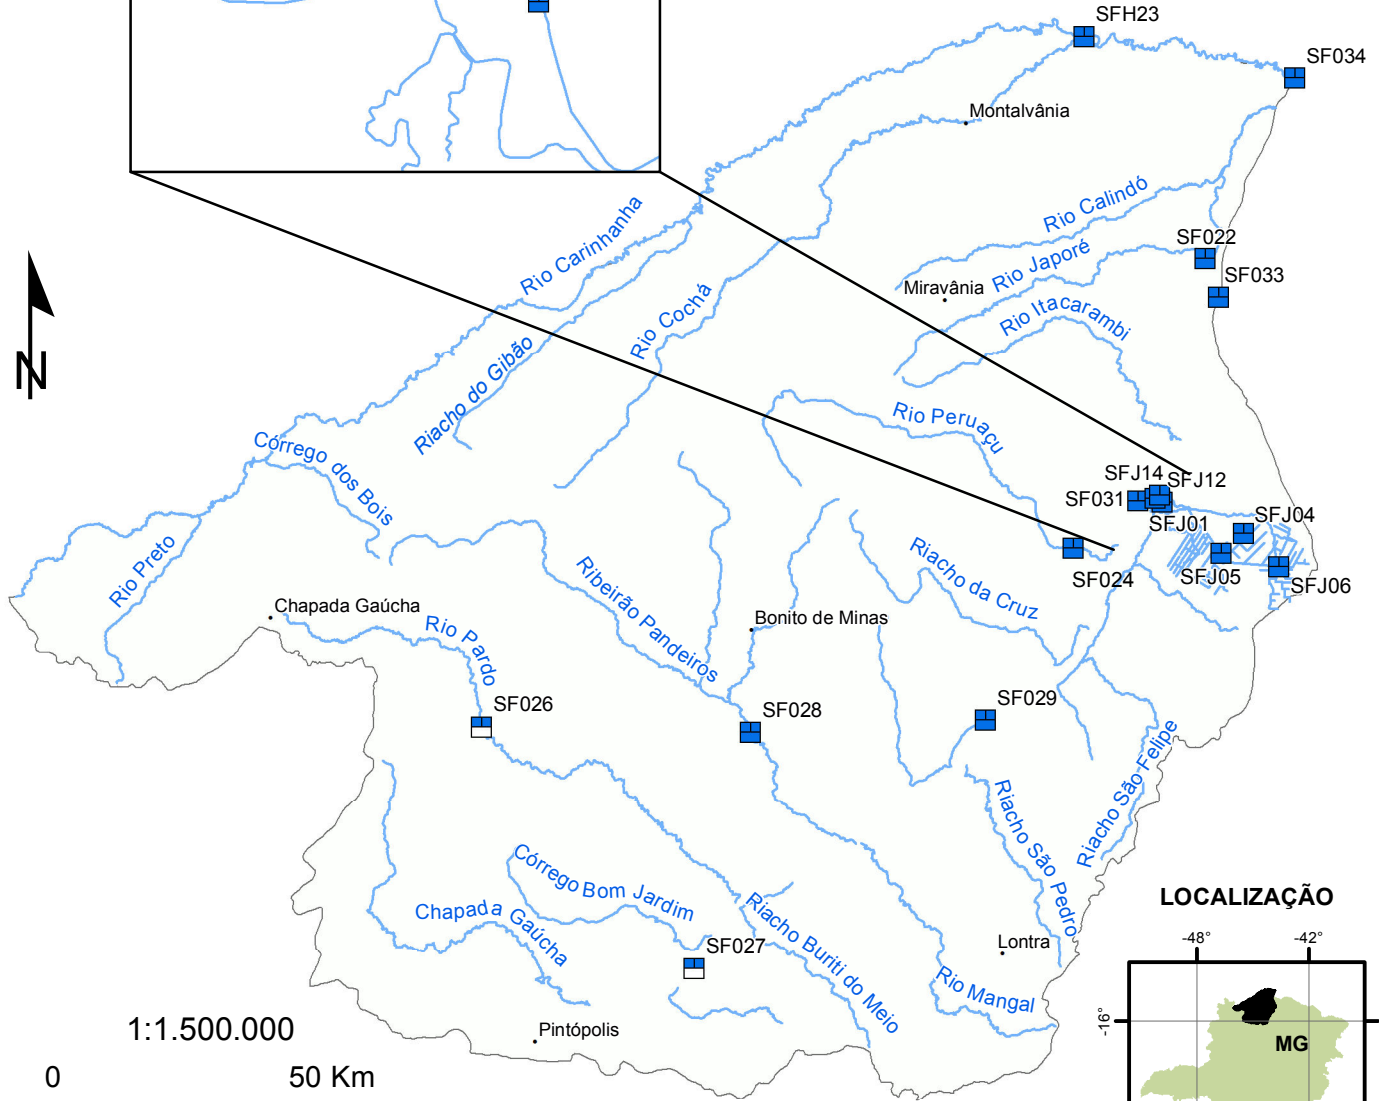 SFH23
SF034
Montalvânia
Rio Calindó
Rio Carinhanha
SF022
Rio Japoré
SF033
Miravânia
Rio Cochá
Rio Itacarambi
Riacho do Gibão
N
Rio Peruaçu
Córrego dos Bois
SFJ14
SFJ12
SF031
SFJ01
SFJ04
SF024
SFJ05
SFJ06
Rio Preto
Riacho da Cruz
Ribeirão Pandeiros
Chapada Gaúcha
Bonito de Minas
Rio Pardo
SF026
SF028
SF029
Riacho São Felipe
Riacho São Pedro
Córrego Bom Jardim
Chapada Gaúcha
Riacho Buriti do Meio
SF027
Lontra
Rio Mangal
Pintópolis
1:1.500.000
0
50 Km
LOCALIZAÇÃO
-48°
-42°
-16°
MG